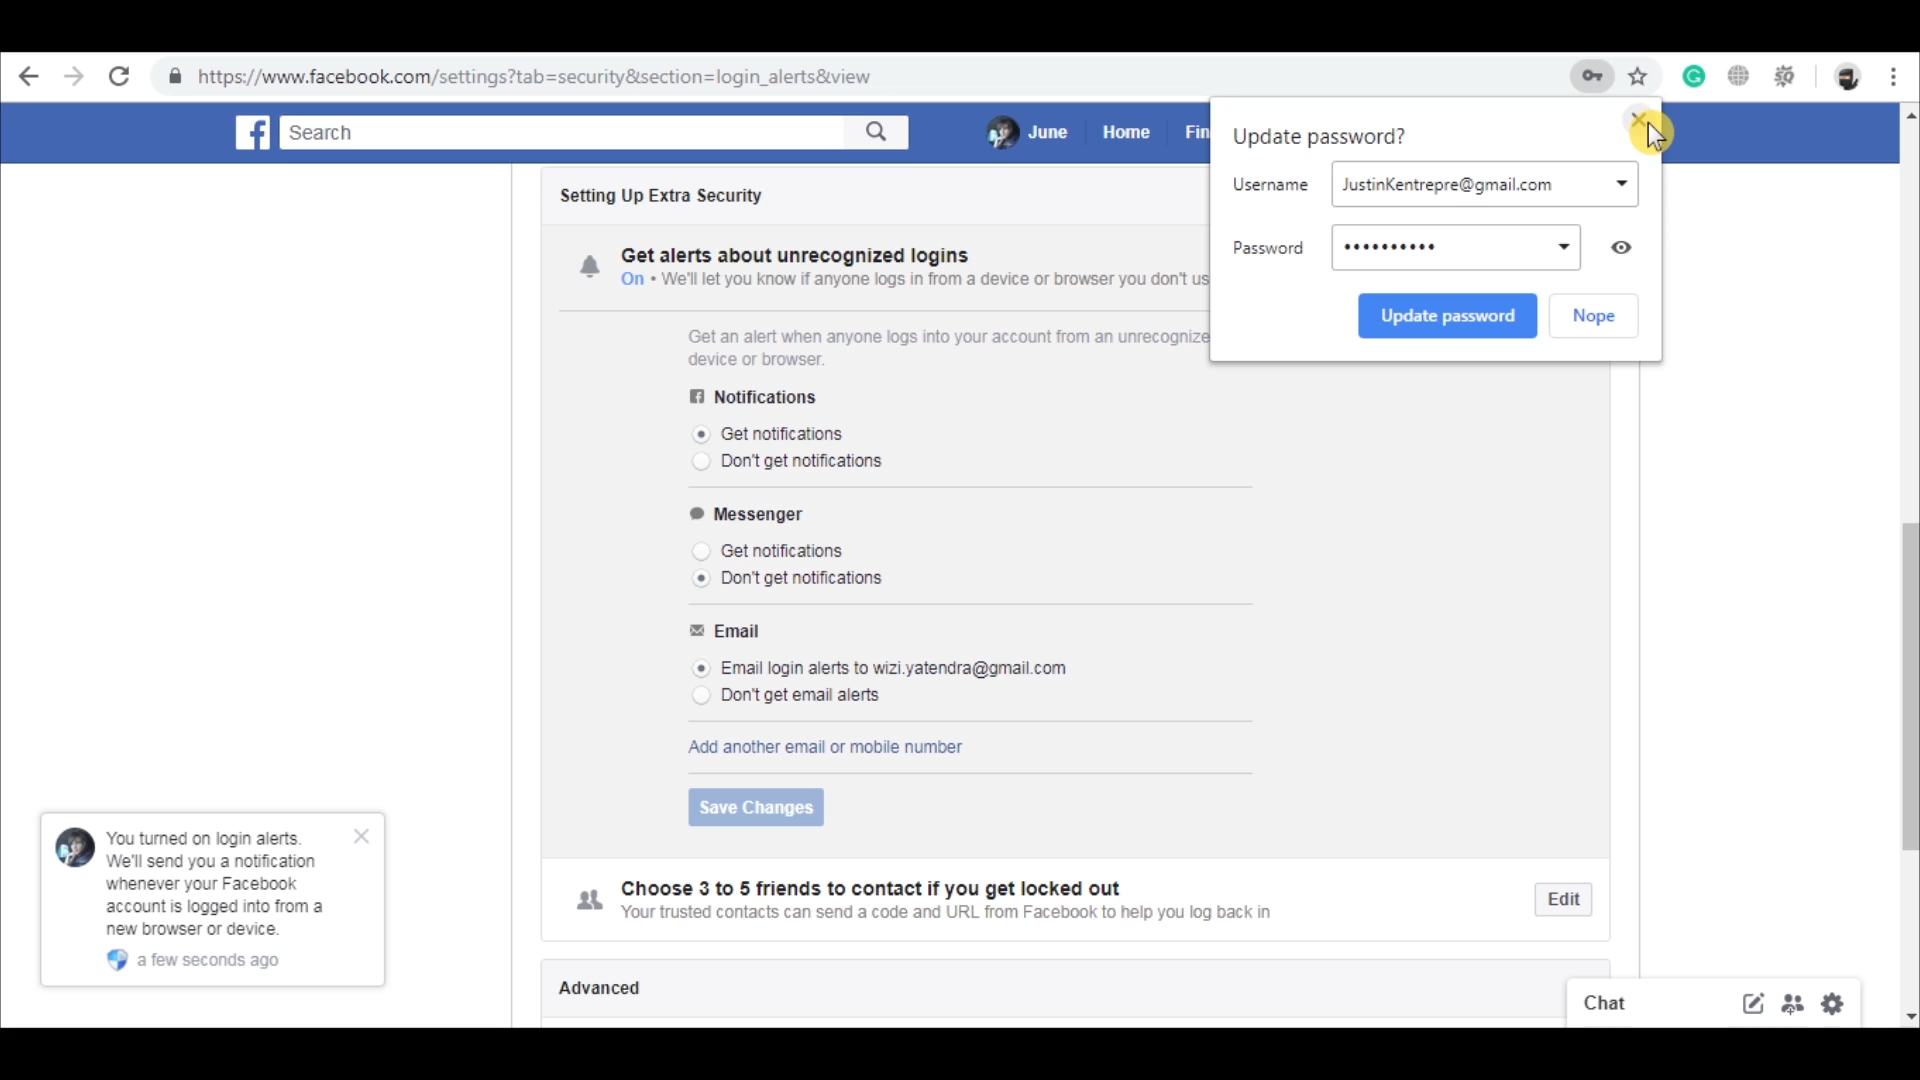 https://www.facebook.com/settings?tab=security&section=login_alerts&view
Search
June
Home
Update password?
Username
JustinKentrepre@gmail.com
Password
••••••••••
Update password
Nope
Setting Up Extra Security
Get alerts about unrecognized logins
On • We'll let you know if anyone logs in from a device or browser you don't us
Get an alert when anyone logs into your account from an unrecognize
device or browser.
Notifications
Get notifications
Don't get notifications
Messenger
Get notifications
Don't get notifications
Email
Email login alerts to wizi.yatendra@gmail.com
Don't get email alerts
Add another email or mobile number
Save Changes
You turned on login alerts.
We'll send you a notification
whenever your Facebook
account is logged into from a
new browser or device.
a few seconds ago
Choose 3 to 5 friends to contact if you get locked out
Your trusted contacts can send a code and URL from Facebook to help you log back in
Edit
Advanced
Chat